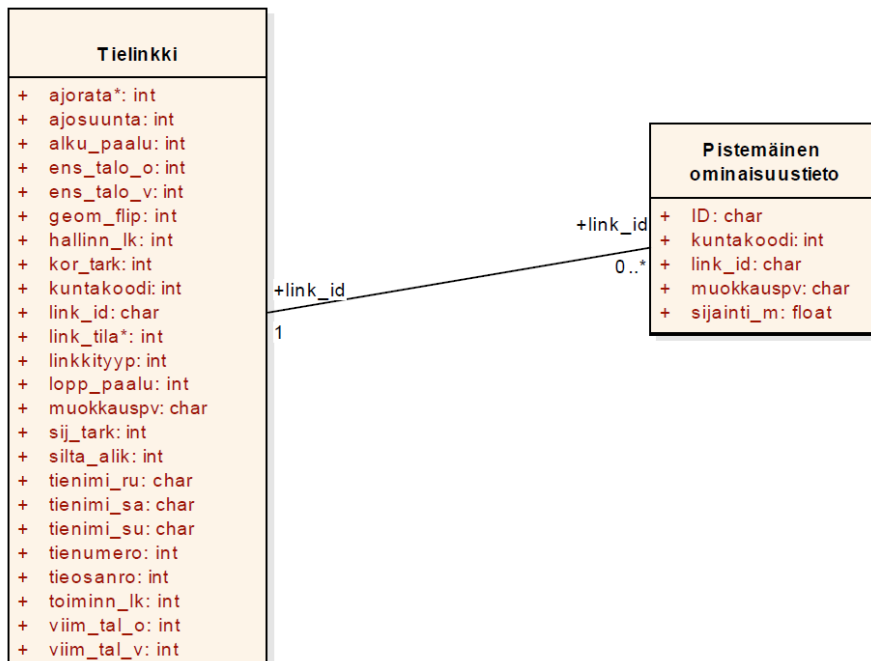 Tielinkki
+ ajorata*: int
+ ajosuunta: int
+ alku_paalu: int
+ ens_talo_o: int
+ ens_talo_v: int
+ geom_flip: int
+ hallinn_lk: int
+ kor_tark: int
+ kuntakoodi: int
+ link_id: char
+ link_tila*: int
+ linkkityyp: int
+ lopp_paalu: int
+ muokkauspv: char
+ sij_tark: int
+ silta_alik: int
+ tienimi_ru: char
+ tienimi_sa: char
+ tienimi_su: char
+ tienumero: int
+ tieosanro: int
+ toiminn_lk: int
+ viim_tal_o: int
+ viim_tal_v: int
+link_id
1
+link_id
0..*
Pistemäinen
ominaisuustieto
+ ID: char
+ kuntakoodi: int
+ link_id: char
+ muokkauspv: char
+ sijainti_m: float